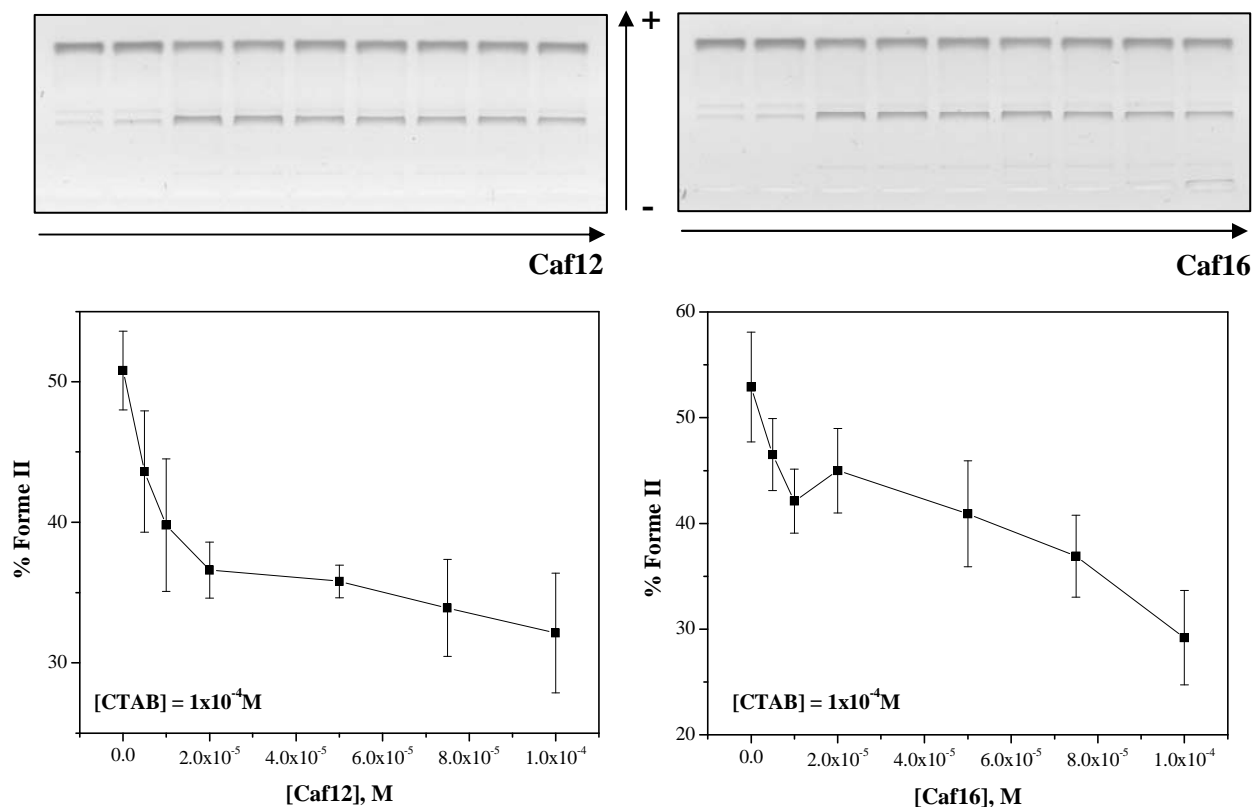 +
-
Caf12
Caf16
50
40
30
% Forme II
[CTAB] = 1x10⁻⁴M
0.0 2.0x10⁻⁵ 4.0x10⁻⁵ 6.0x10⁻⁵ 8.0x10⁻⁵ 1.0x10⁻⁴
[Caf12], M
60
50
40
30
20
% Forme II
[CTAB] = 1x10⁻⁴M
0.0 2.0x10⁻⁵ 4.0x10⁻⁵ 6.0x10⁻⁵ 8.0x10⁻⁵ 1.0x10⁻⁴
[Caf16], M